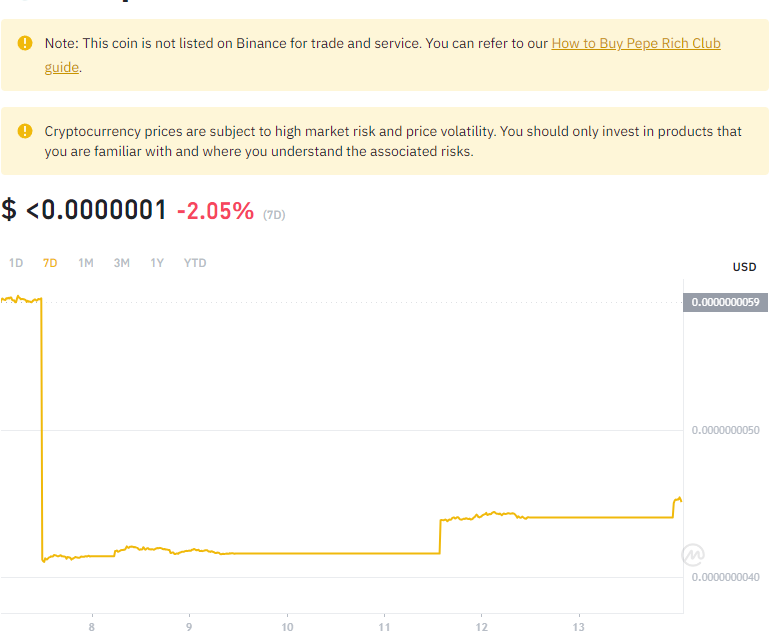 Note: This coin is not listed on Binance for trade and service. You can refer to our How to Buy Pepe Rich Club
guide.
Cryptocurrency prices are subject to high market risk and price volatility. You should only invest in products that
you are familiar with and where you understand the associated risks.
$ <0.0000001 -2.05% (7D)
1D 7D 1M 3M 1Y YTD
USD
0.0000000059
0.0000000050
0.0000000040
8 9 10 11 12 13